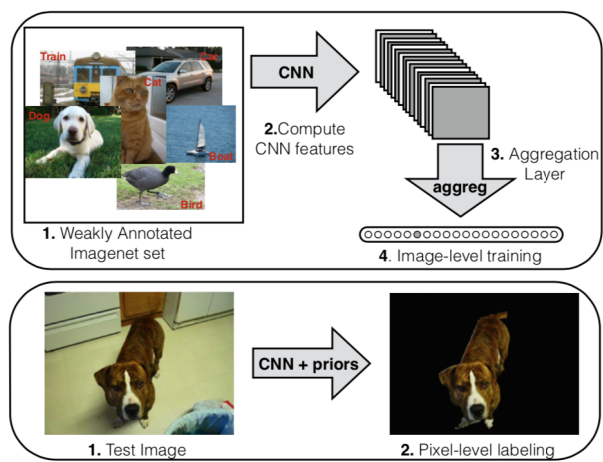 Train
Car
Cat
Dog
Boat
Bird
CNN
2.Compute
CNN features
3. Aggregation
Layer
aggreg
1. Weakly Annotated
Imagenet set
4. Image-level training
CNN + priors
1. Test Image
2. Pixel-level labeling